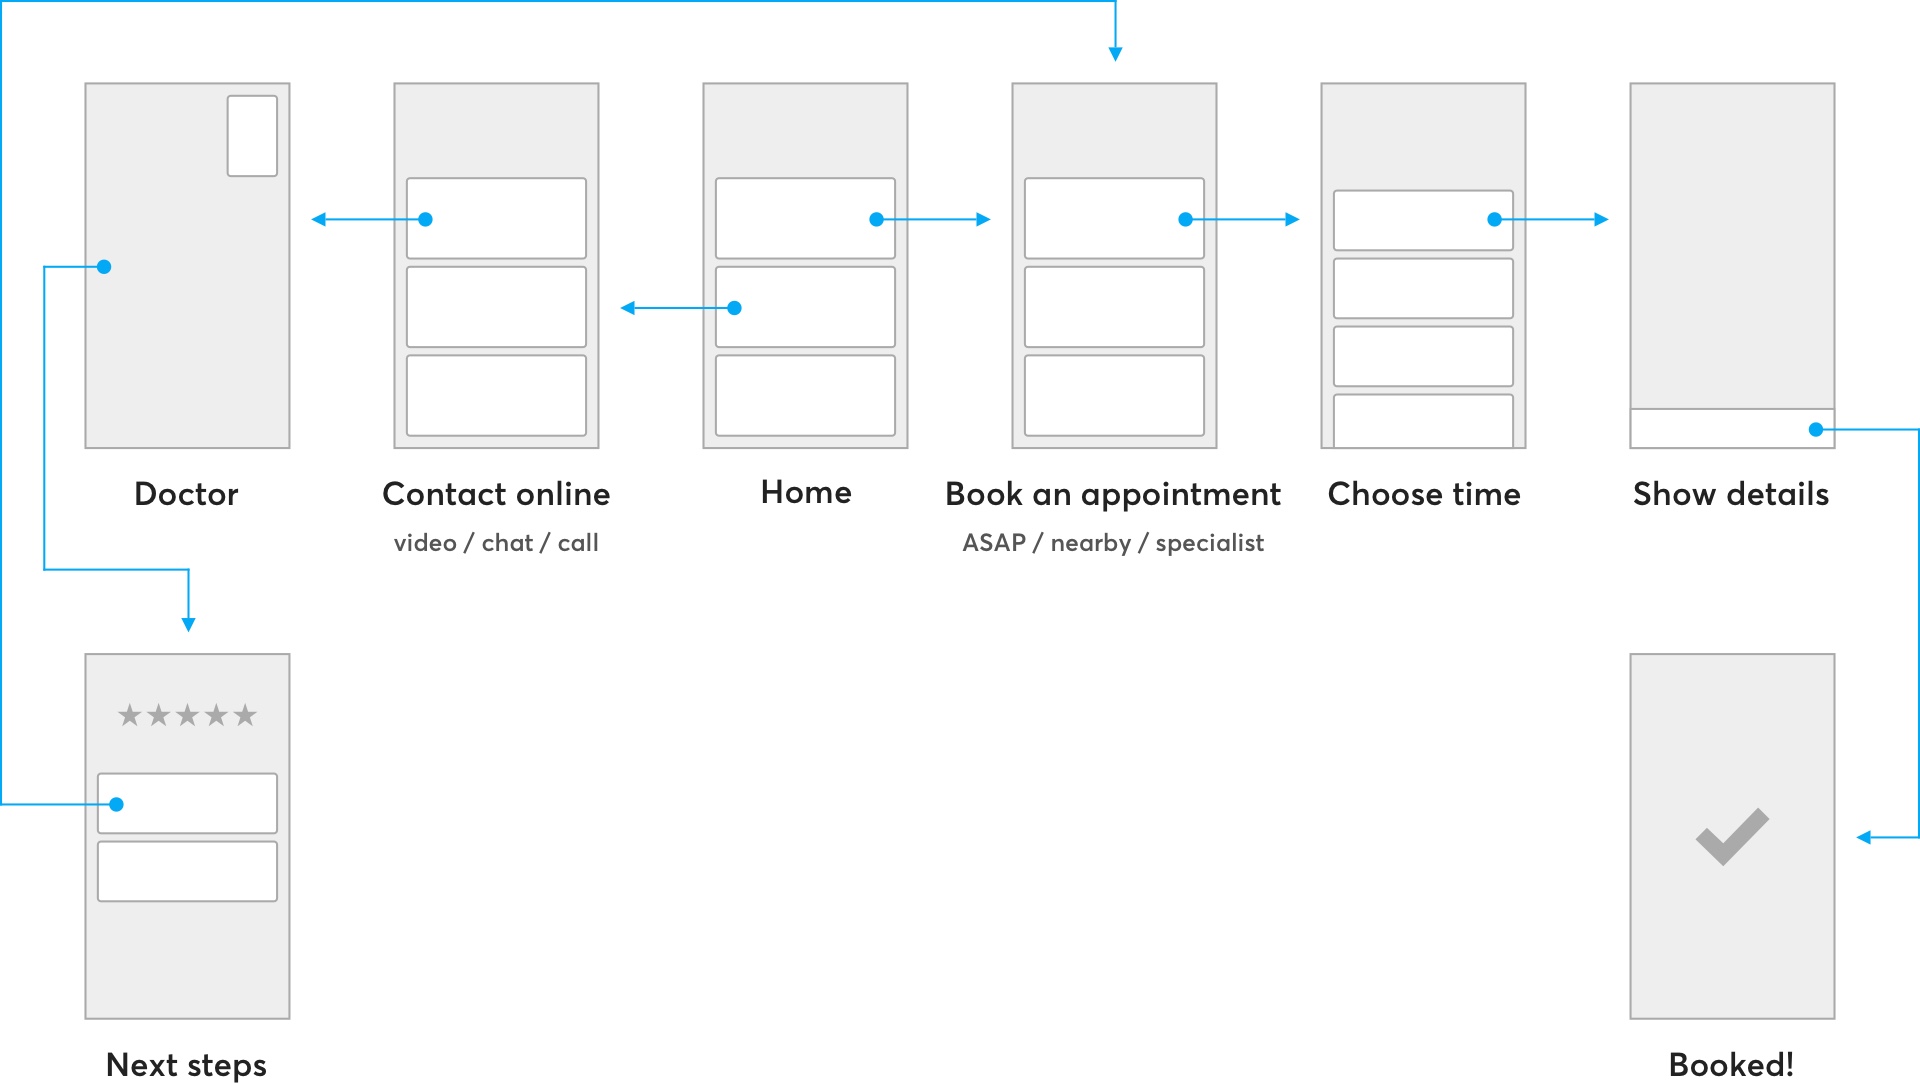 Doctor
Contact online
video / chat / call
Home
Book an appointment
ASAP / nearby / specialist
Choose time
Show details
Next steps
Booked!